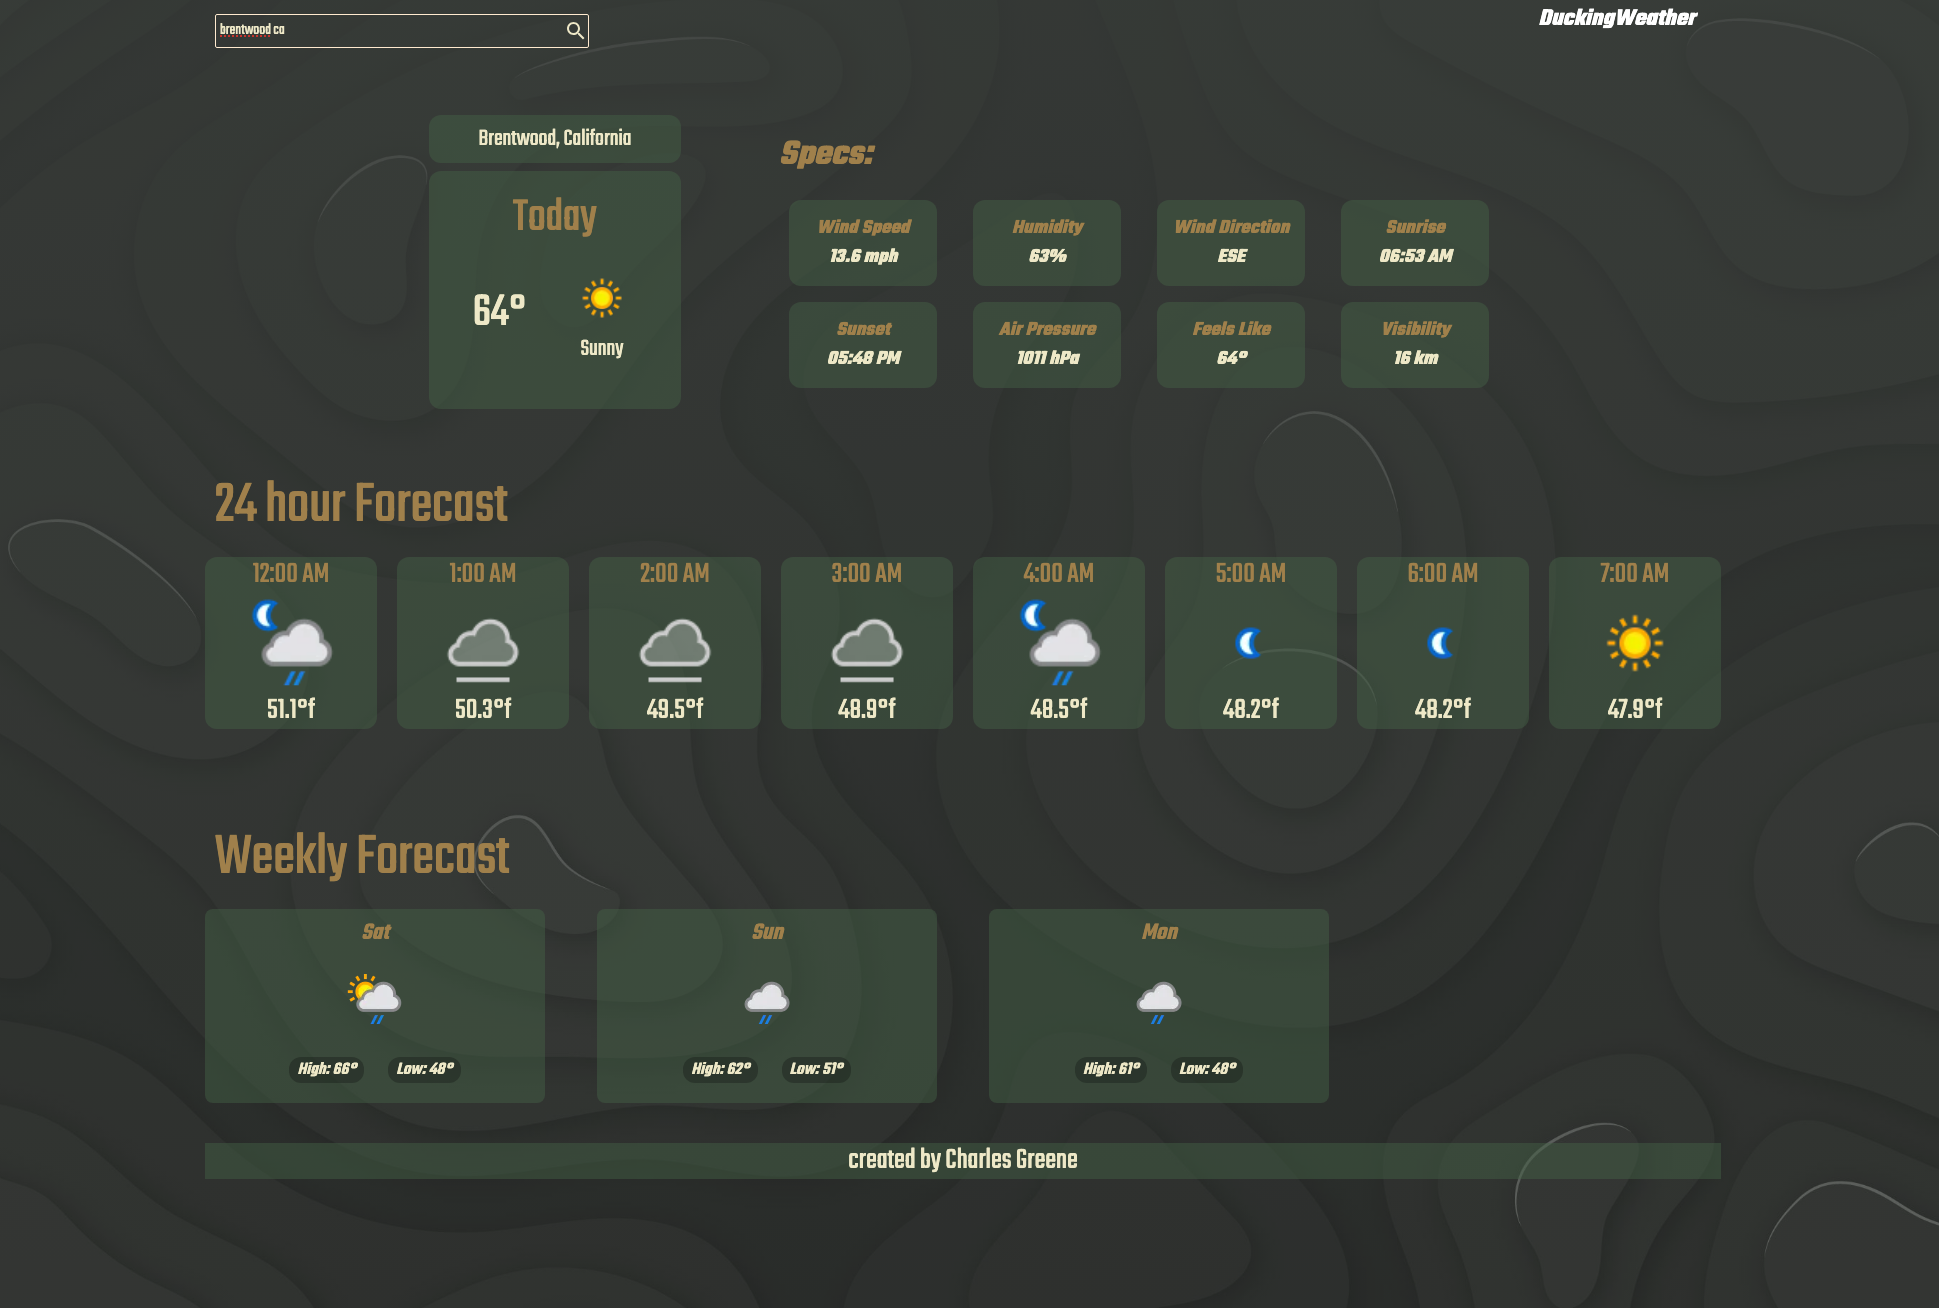 brentwood ca
DuckingWeather
Brentwood, California
Today
64°
Sunny
Specs:
Wind Speed
13.6 mph
Humidity
63%
Wind Direction
ESE
Sunrise
06:53 AM
Sunset
05:48 PM
Air Pressure
1011 hPa
Feels Like
64°
Visibility
16 km
24 hour Forecast
12:00 AM
51.1°f
1:00 AM
50.3°f
2:00 AM
49.5°f
3:00 AM
48.9°f
4:00 AM
48.5°f
5:00 AM
48.2°f
6:00 AM
48.2°f
7:00 AM
47.9°f
Weekly Forecast
Sat
High: 66° Low: 48°
Sun
High: 62° Low: 51°
Mon
High: 61° Low: 48°
created by Charles Greene